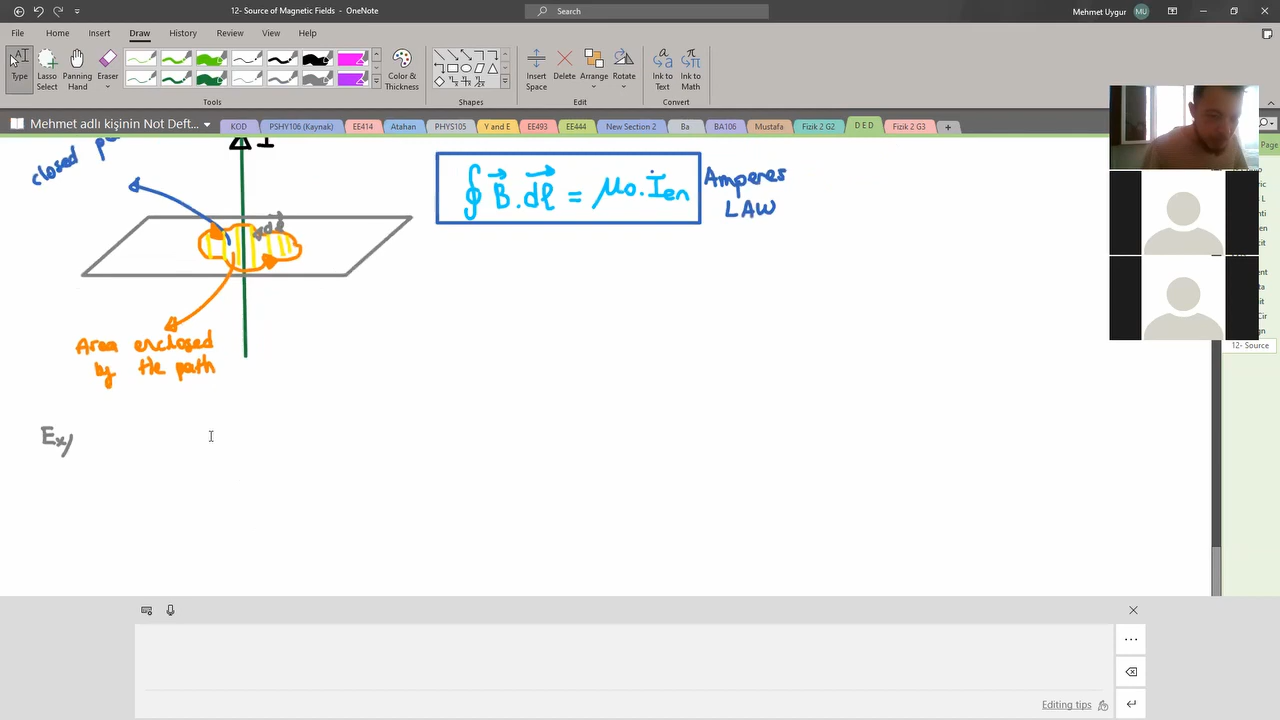 12- Source of Magnetic Fields - OneNote
Search
Mehmet Uygur MU
File Home Insert Draw History Review View Help
Type
Lasso Select
Panning Hand
Eraser
Color & Thickness
Insert Space
Delete
Arrange
Rotate
Ink to Text
Ink to Math
Tools
Shapes
Edit
Convert
Mehmet adlı kişinin Not Deft...
KOD PSHY106 (Kaynak) EE414 Atahan PHYS105 Y and E EE493 EE444 New Section 2 Ba BA106 Mustafa Fizik 2 G2 D E D Fizik 2 G3 +
Page
closed
I
∮ B⃗ . dℓ⃗ = μo . Ien
Amperes
LAW
dℓ⃗
Area enclosed
by the path
12- Source
Ex/
Editing tips